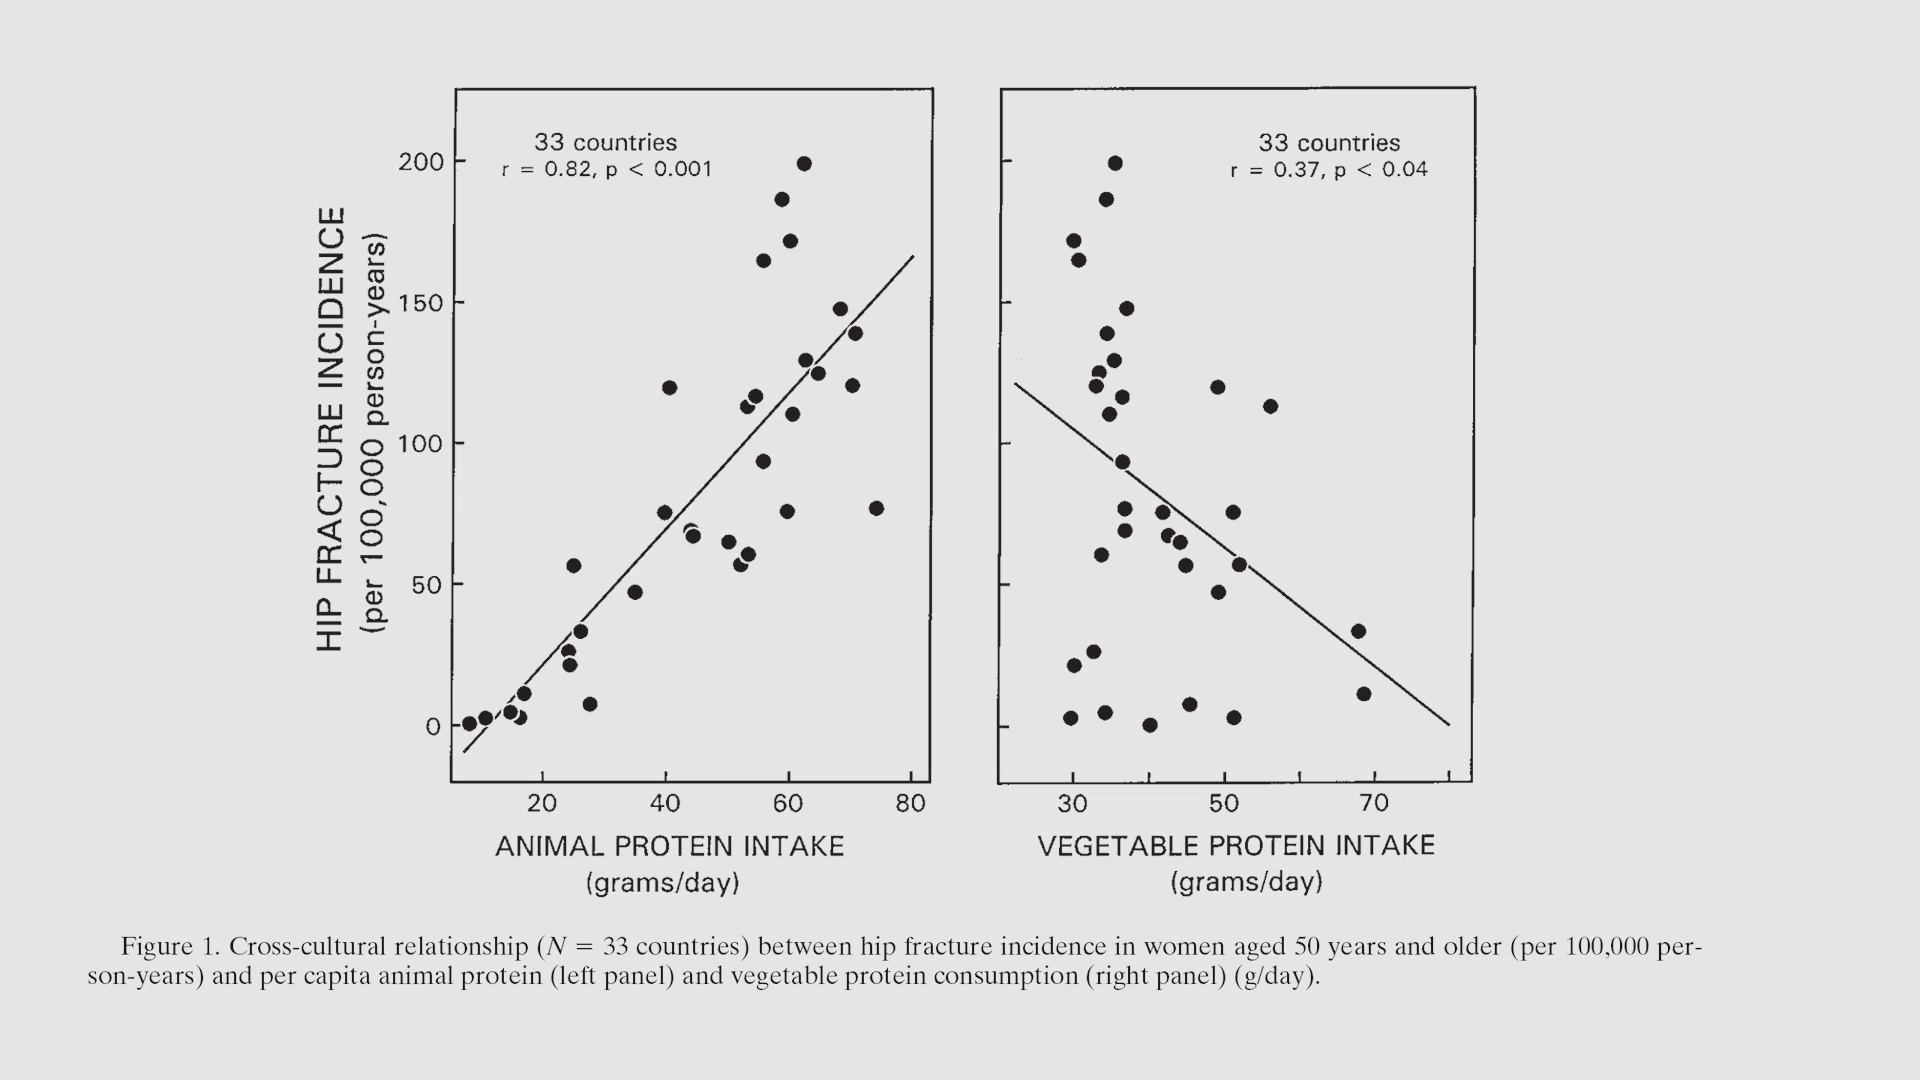 33 countries
r = 0.82, p < 0.001
33 countries
r = 0.37, p < 0.04
HIP FRACTURE INCIDENCE
(per 100,000 person-years)
200
150
100
50
0
20 40 60 80
30 50 70
ANIMAL PROTEIN INTAKE
(grams/day)
VEGETABLE PROTEIN INTAKE
(grams/day)
Figure 1. Cross-cultural relationship (N = 33 countries) between hip fracture incidence in women aged 50 years and older (per 100,000 per-
son-years) and per capita animal protein (left panel) and vegetable protein consumption (right panel) (g/day).